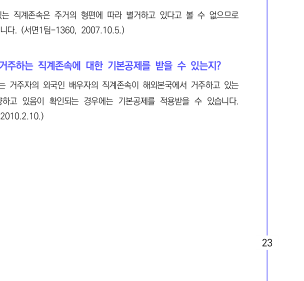 는 직계존속은 주거의 형편에 따라 별거하고 있다고 볼 수 없으므로
니다. (서면1팀-1360, 2007.10.5.)
거주하는 직계존속에 대한 기본공제를 받을 수 있는지?
는 거주자의 외국인 배우자의 직계존속이 해외본국에서 거주하고 있는
하고 있음이 확인되는 경우에는 기본공제를 적용받을 수 있습니다.
2010.2.10.)
23